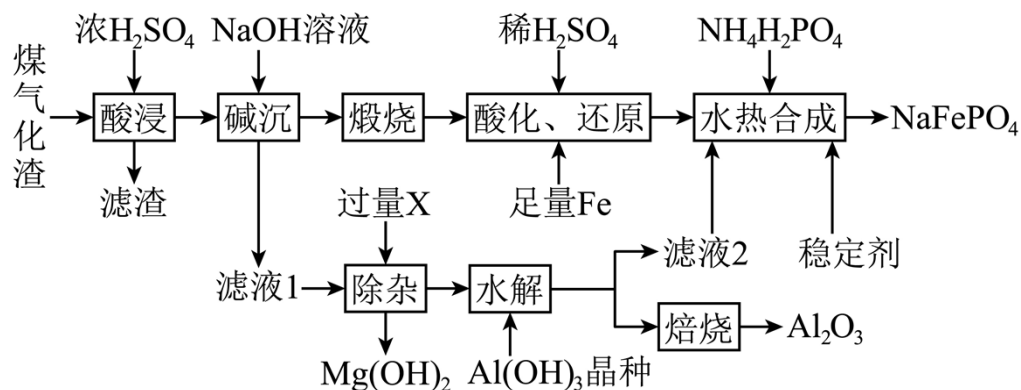 浓H₂SO₄
NaOH溶液
稀H₂SO₄
NH₄H₂PO₄
煤气化渣
酸浸
碱沉
煅烧
酸化、还原
水热合成
NaFePO₄
滤渣
过量X
足量Fe
滤液1
除杂
水解
滤液2
稳定剂
焙烧
Al₂O₃
Mg(OH)₂
Al(OH)₃晶种